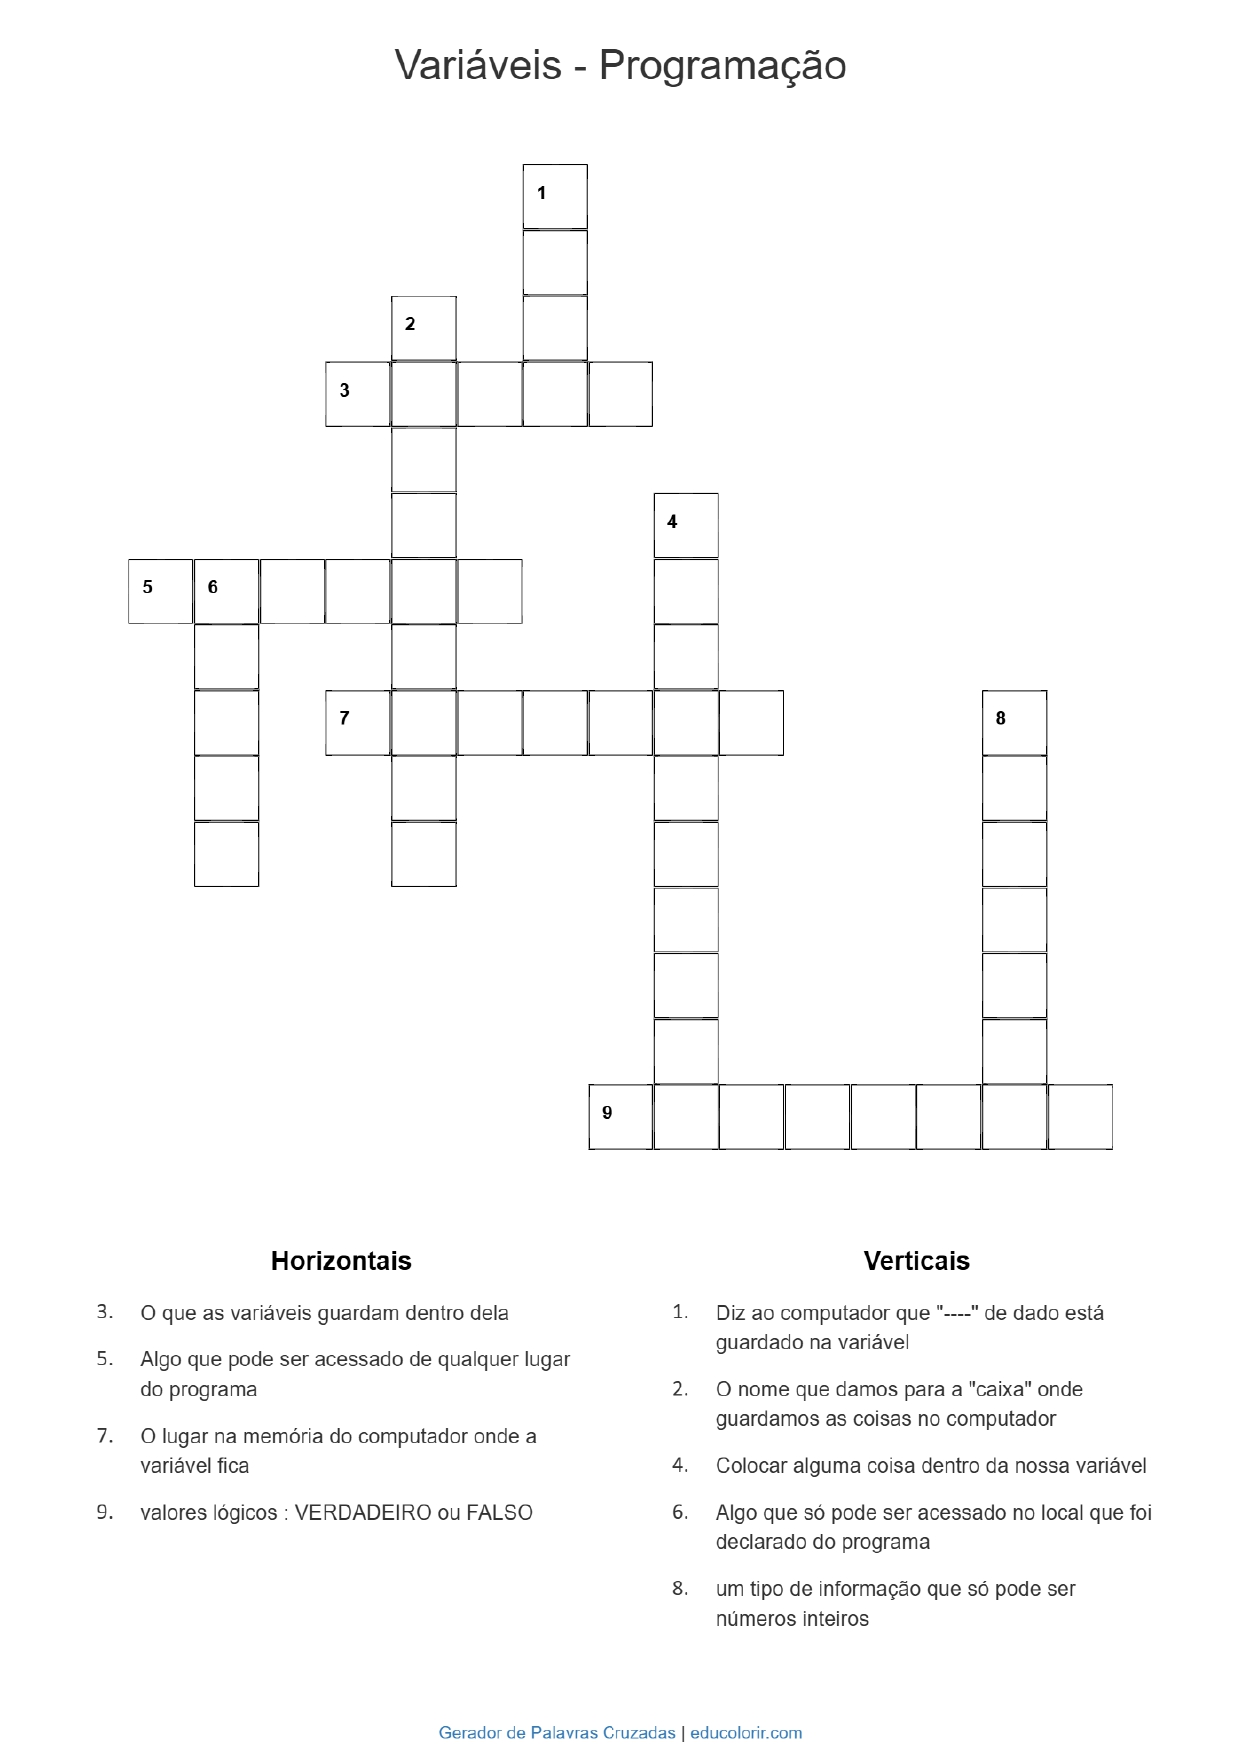 Variáveis - Programação
1
2
3
4
5 6
7
8
9
Horizontais
3. O que as variáveis guardam dentro dela
5. Algo que pode ser acessado de qualquer lugar
do programa
7. O lugar na memória do computador onde a
variável fica
9. valores lógicos : VERDADEIRO ou FALSO
Verticais
1. Diz ao computador que "----" de dado está
guardado na variável
2. O nome que damos para a "caixa" onde
guardamos as coisas no computador
4. Colocar alguma coisa dentro da nossa variável
6. Algo que só pode ser acessado no local que foi
declarado do programa
8. um tipo de informação que só pode ser
números inteiros
Gerador de Palavras Cruzadas | educolorir.com